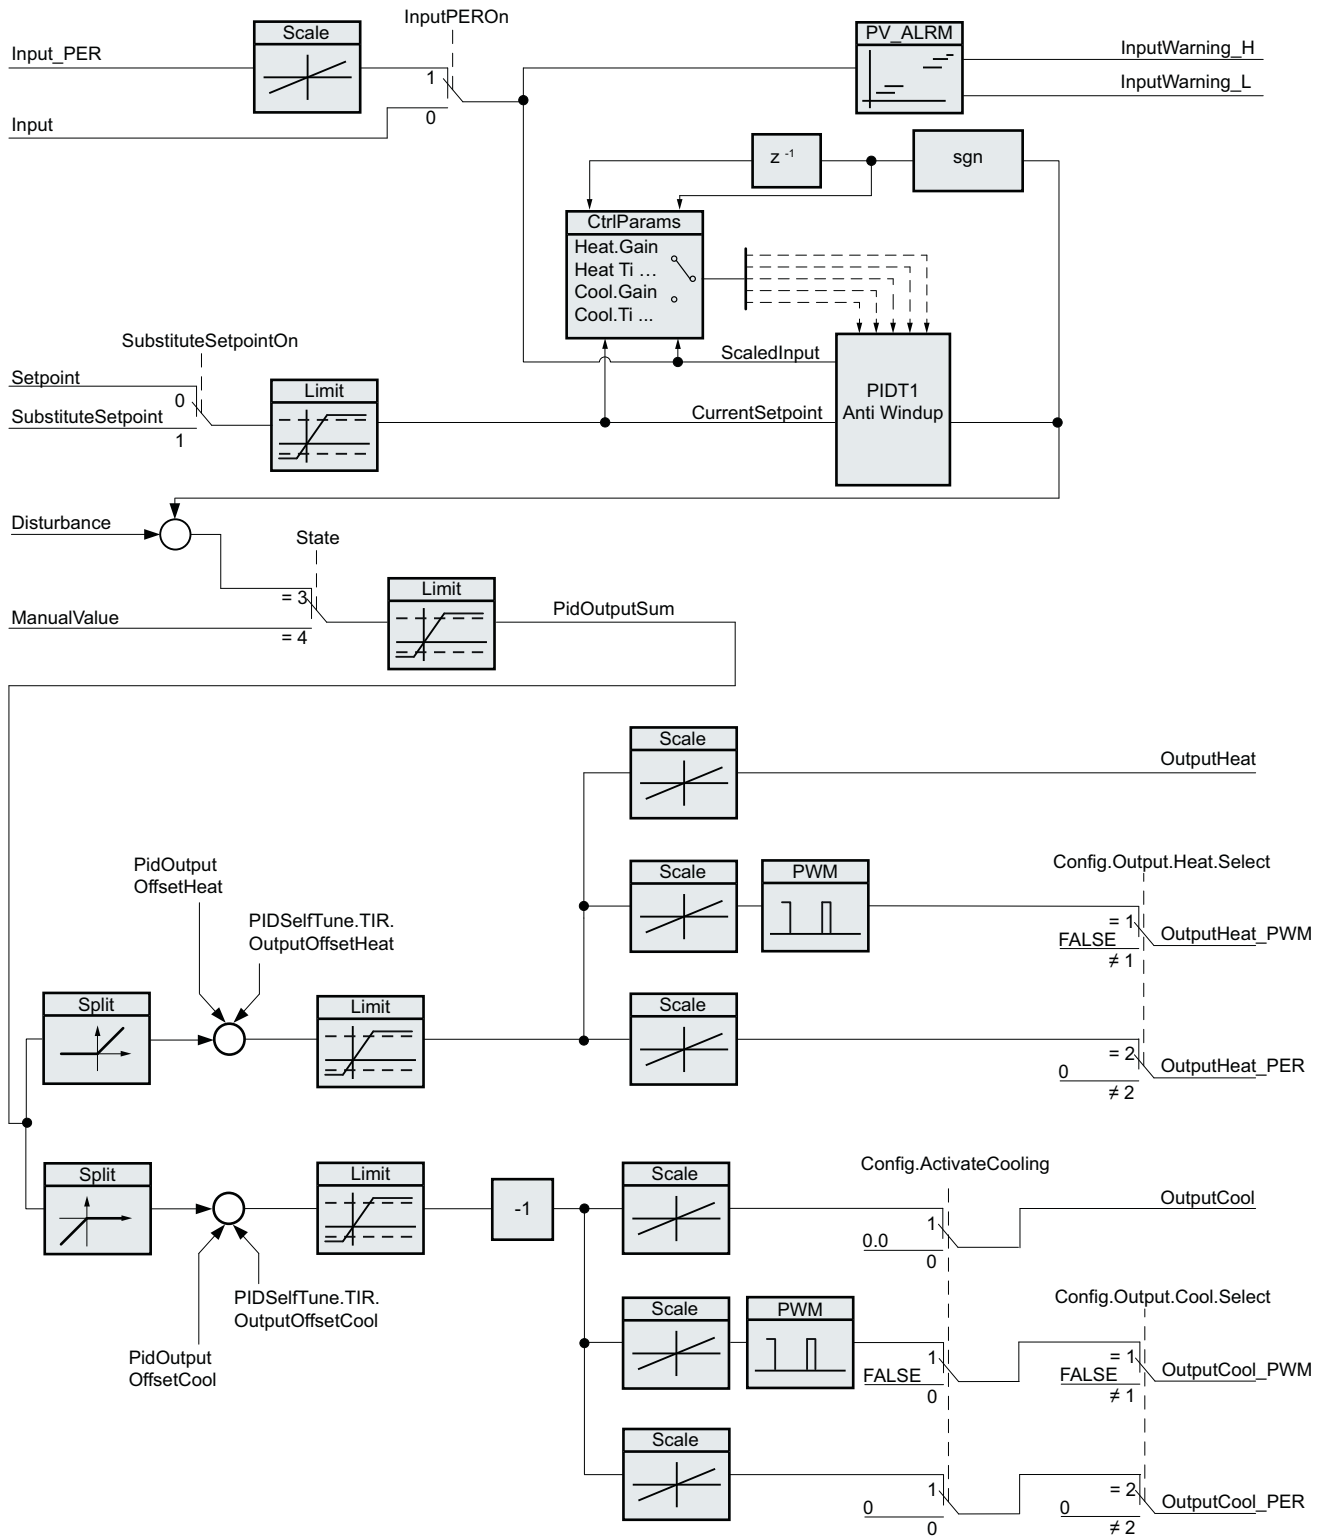 InputPEROn
Scale
PV_ALRM
Input_PER
InputWarning_H
1
InputWarning_L
Input
0
z -1
sgn
CtrlParams
Heat.Gain
Heat Ti ...
Cool.Gain
Cool.Ti ...
SubstituteSetpointOn
ScaledInput
Setpoint
0
Limit
PIDT1
Anti Windup
SubstituteSetpoint
CurrentSetpoint
1
Disturbance
State
Limit
= 3
PidOutputSum
ManualValue
= 4
Scale
OutputHeat
PidOutput
OffsetHeat
Scale
PWM
Config.Output.Heat.Select
PIDSelfTune.TIR.
OutputOffsetHeat
= 1
FALSE
OutputHeat_PWM
≠ 1
Split
Limit
Scale
= 2
0
OutputHeat_PER
≠ 2
Split
Limit
Scale
Config.ActivateCooling
-1
OutputCool
1
0.0
0
PIDSelfTune.TIR.
OutputOffsetCool
Scale
PWM
Config.Output.Cool.Select
PidOutput
OffsetCool
1
= 1
FALSE
FALSE
OutputCool_PWM
0
≠ 1
Scale
1
= 2
0
0
OutputCool_PER
0
≠ 2